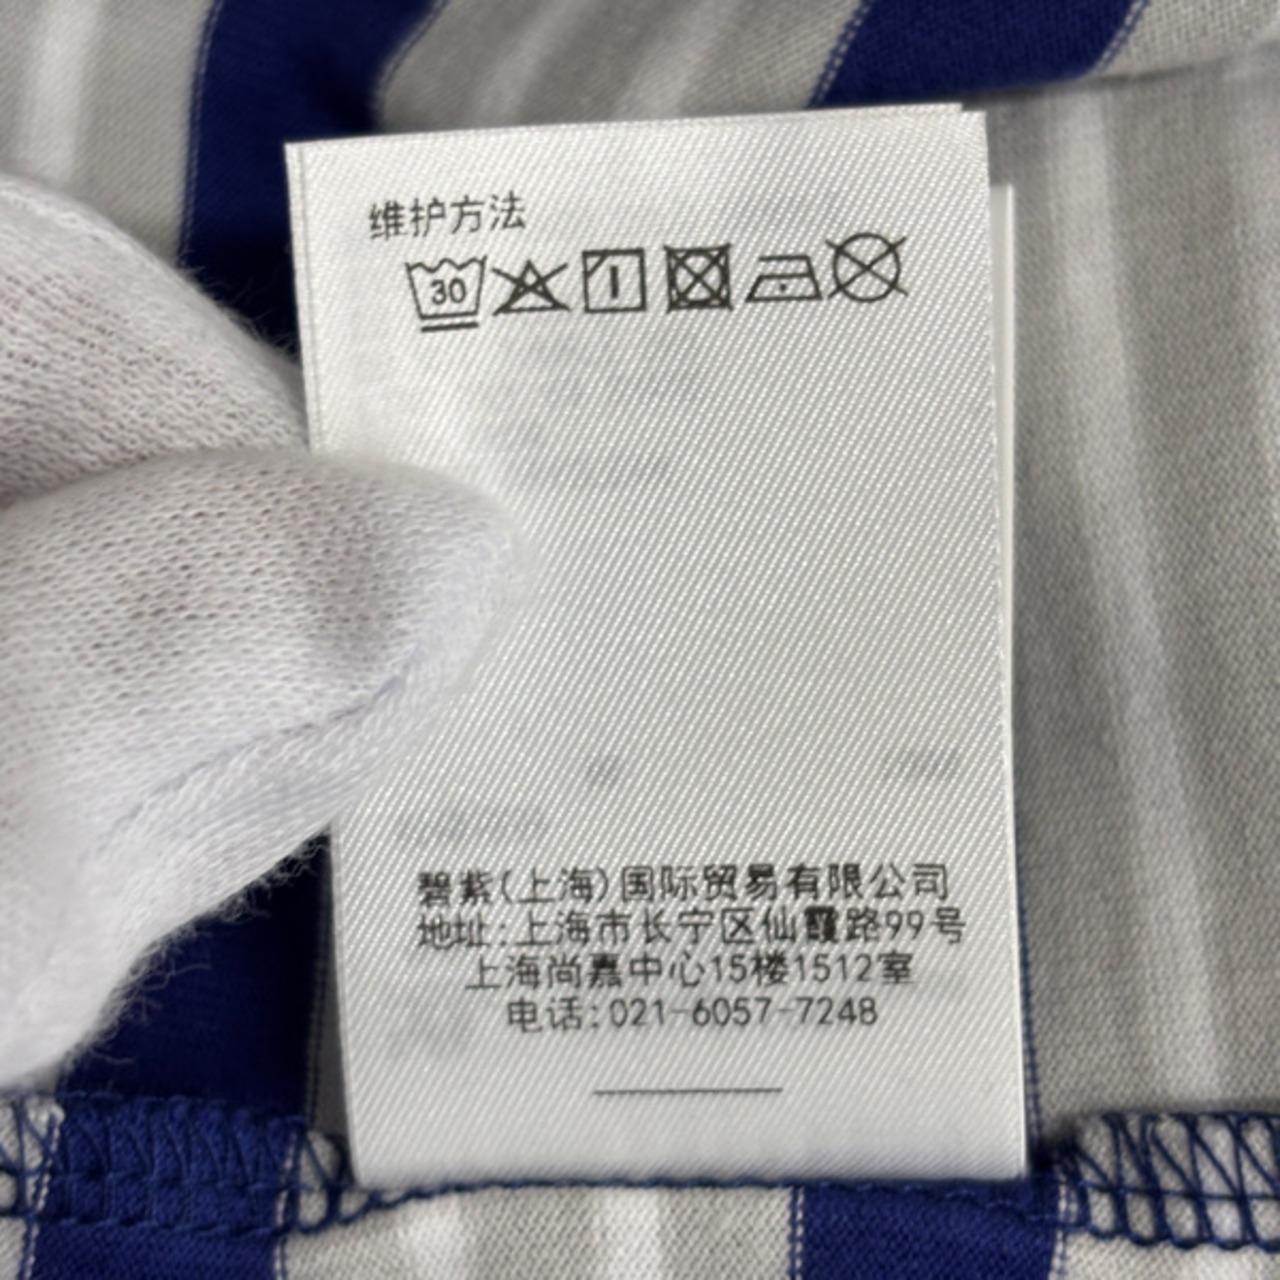 维护方法
30
碧紫(上海)国际贸易有限公司
地址:上海市长宁区仙霞路99号
上海尚嘉中心15楼1512室
电话:021-6057-7248